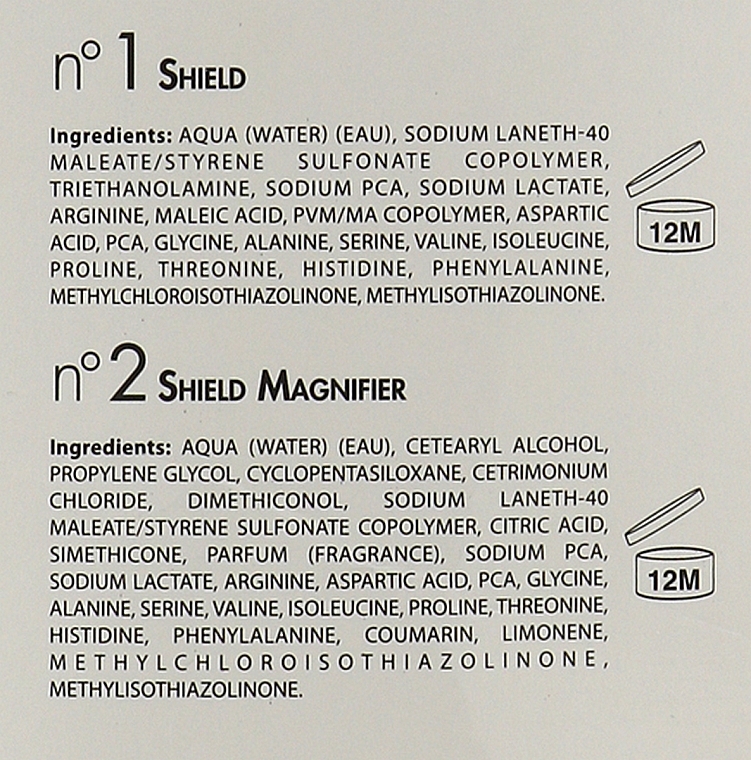 n° 1 SHIELD
Ingredients: AQUA (WATER) (EAU), SODIUM LANETH-40
MALEATE/STYRENE SULFONATE COPOLYMER,
TRIETHANOLAMINE, SODIUM PCA, SODIUM LACTATE,
ARGININE, MALEIC ACID, PVM/MA COPOLYMER, ASPARTIC
ACID, PCA, GLYCINE, ALANINE, SERINE, VALINE, ISOLEUCINE,
PROLINE, THREONINE, HISTIDINE, PHENYLALANINE,
METHYLCHLOROISOTHIAZOLINONE, METHYLISOTHIAZOLINONE.
12M
n° 2 SHIELD MAGNIFIER
Ingredients: AQUA (WATER) (EAU), CETEARYL ALCOHOL,
PROPYLENE GLYCOL, CYCLOPENTASILOXANE, CETRIMONIUM
CHLORIDE, DIMETHICONOL, SODIUM LANETH-40
MALEATE/STYRENE SULFONATE COPOLYMER, CITRIC ACID,
SIMETHICONE, PARFUM (FRAGRANCE), SODIUM PCA,
SODIUM LACTATE, ARGININE, ASPARTIC ACID, PCA, GLYCINE,
ALANINE, SERINE, VALINE, ISOLEUCINE, PROLINE, THREONINE,
HISTIDINE, PHENYLALANINE, COUMARIN, LIMONENE,
METHYLCHLOROISOTHIAZOLINONE,
METHYLISOTHIAZOLINONE.
12M